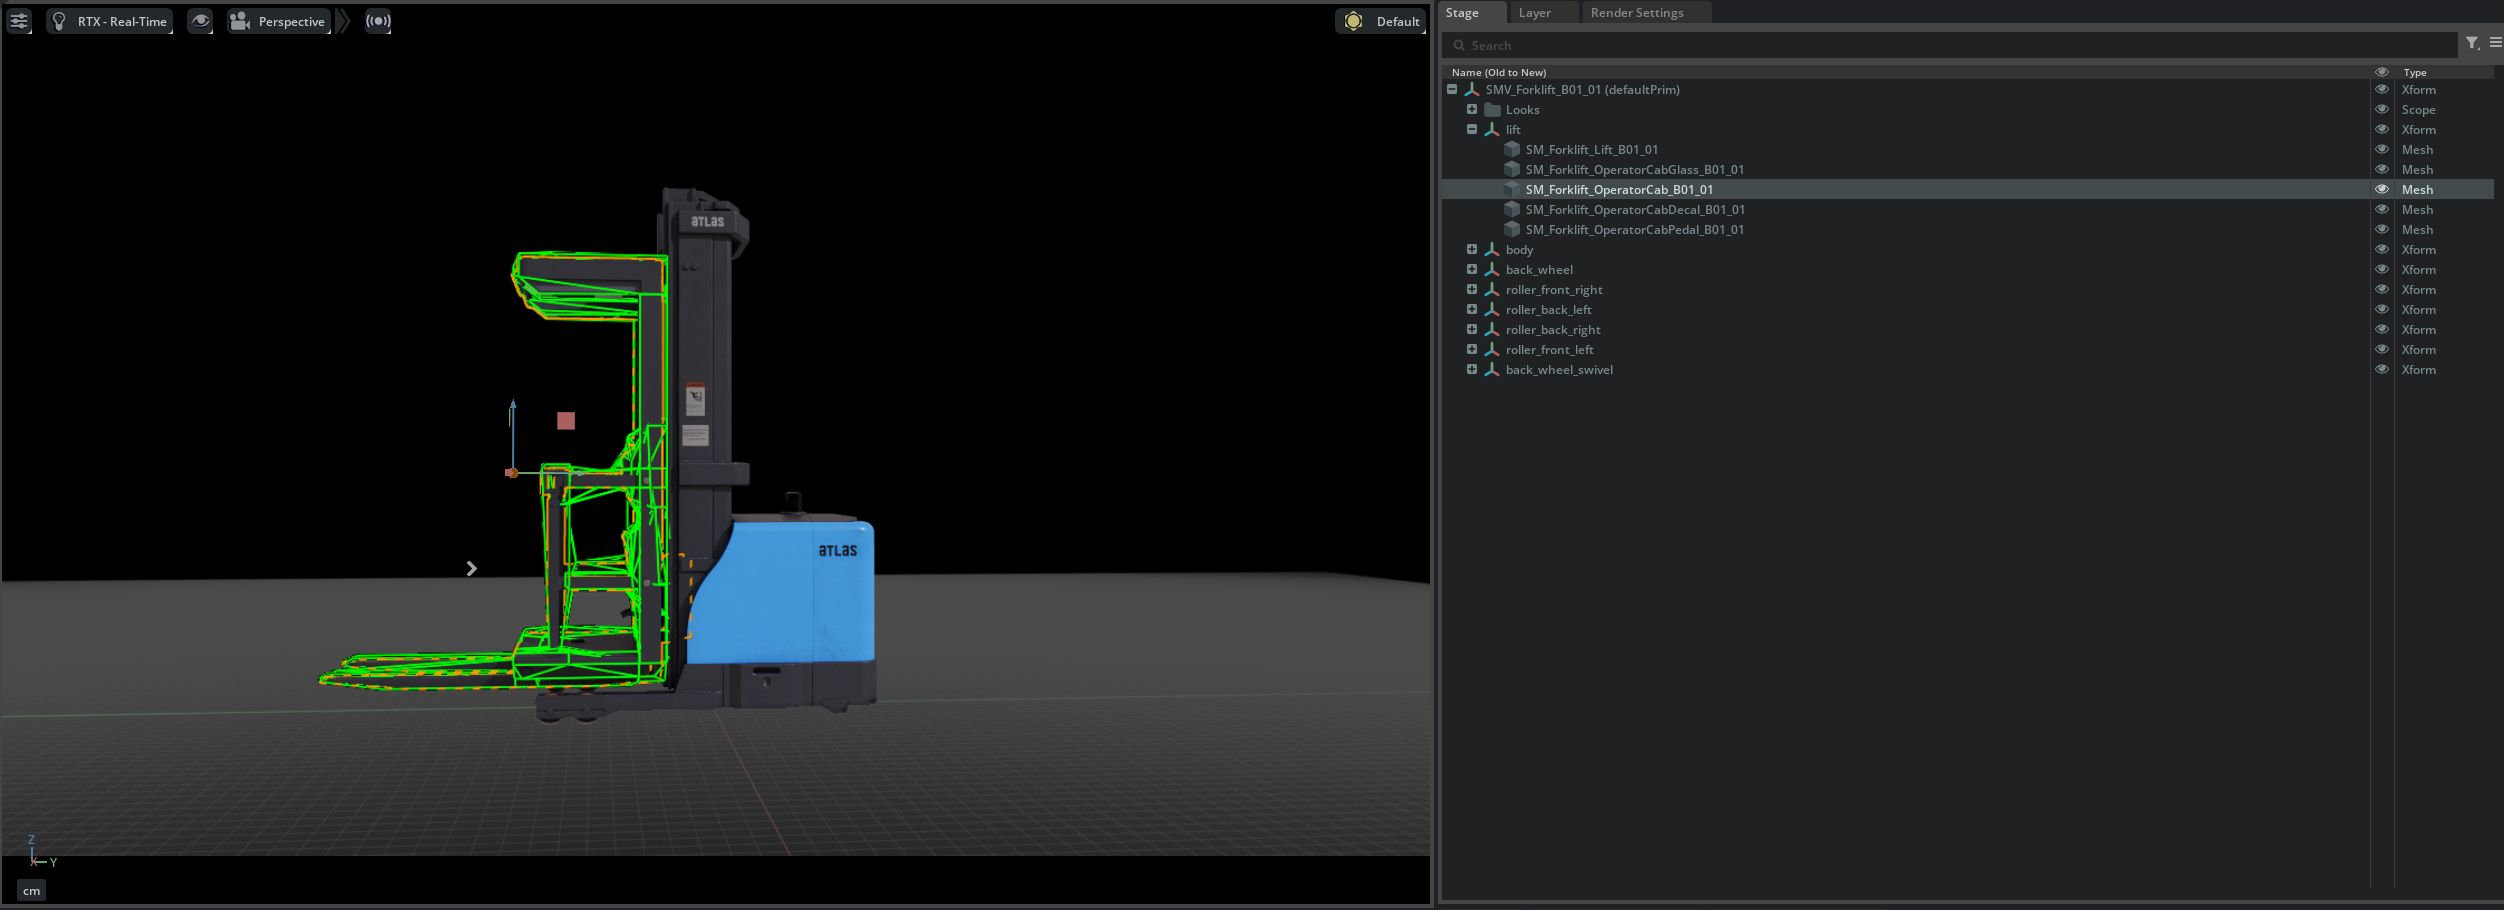 RTX - Real-Time
Perspective
Default
ATLAS
ATLAS
Z
X
Y
cm
Stage
Layer
Render Settings
Search
Name (Old to New)
Type
SMV_Forklift_B01_01 (defaultPrim)
Xform
Looks
Scope
lift
Xform
SM_Forklift_Lift_B01_01
Mesh
SM_Forklift_OperatorCabGlass_B01_01
Mesh
SM_Forklift_OperatorCab_B01_01
Mesh
SM_Forklift_OperatorCabDecal_B01_01
Mesh
SM_Forklift_OperatorCabPedal_B01_01
Mesh
body
Xform
back_wheel
Xform
roller_front_right
Xform
roller_back_left
Xform
roller_back_right
Xform
roller_front_left
Xform
back_wheel_swivel
Xform